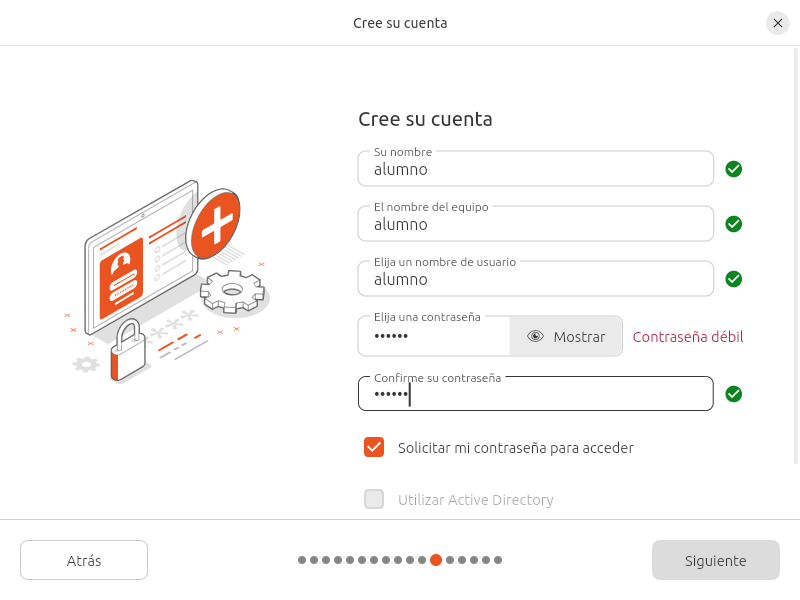 Cree su cuenta
Cree su cuenta
Su nombre
alumno
El nombre del equipo
alumno
Elija un nombre de usuario
alumno
Elija una contraseña
••••••
Mostrar
Contraseña débil
Confirme su contraseña
••••••
Solicitar mi contraseña para acceder
Utilizar Active Directory
Atrás
Siguiente